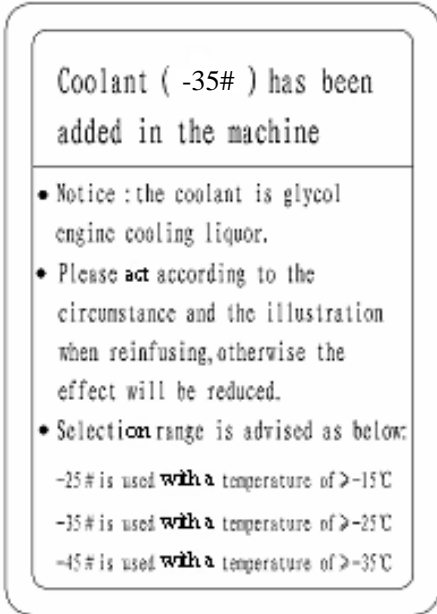 Coolant ( -35# ) has been
added in the machine
• Notice : the coolant is glycol
engine cooling liquor.
• Please act according to the
circumstance and the illustration
when reinfusing, otherwise the
effect will be reduced.
• Selection range is advised as below:
-25 # is used with a temperature of ≥-15℃
-35 # is used with a temperature of ≥-25℃
-45 # is used with a temperature of ≥-35℃